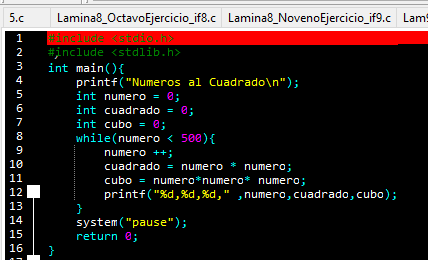 5.c Lamina8_OctavoEjercicio_if8.c Lamina8_NovenoEjercicio_if9.c Lam9
1 #include <stdio.h>
2 #include <stdlib.h>
3 int main(){
4 printf("Numeros al Cuadrado\n");
5 int numero = 0;
6 int cuadrado = 0;
7 int cubo = 0;
8 while(numero < 500){
9 numero ++;
10 cuadrado = numero * numero;
11 cubo = numero*numero* numero;
12 printf("%d,%d,%d," ,numero,cuadrado,cubo);
13 }
14 system("pause");
15 return 0;
16 }